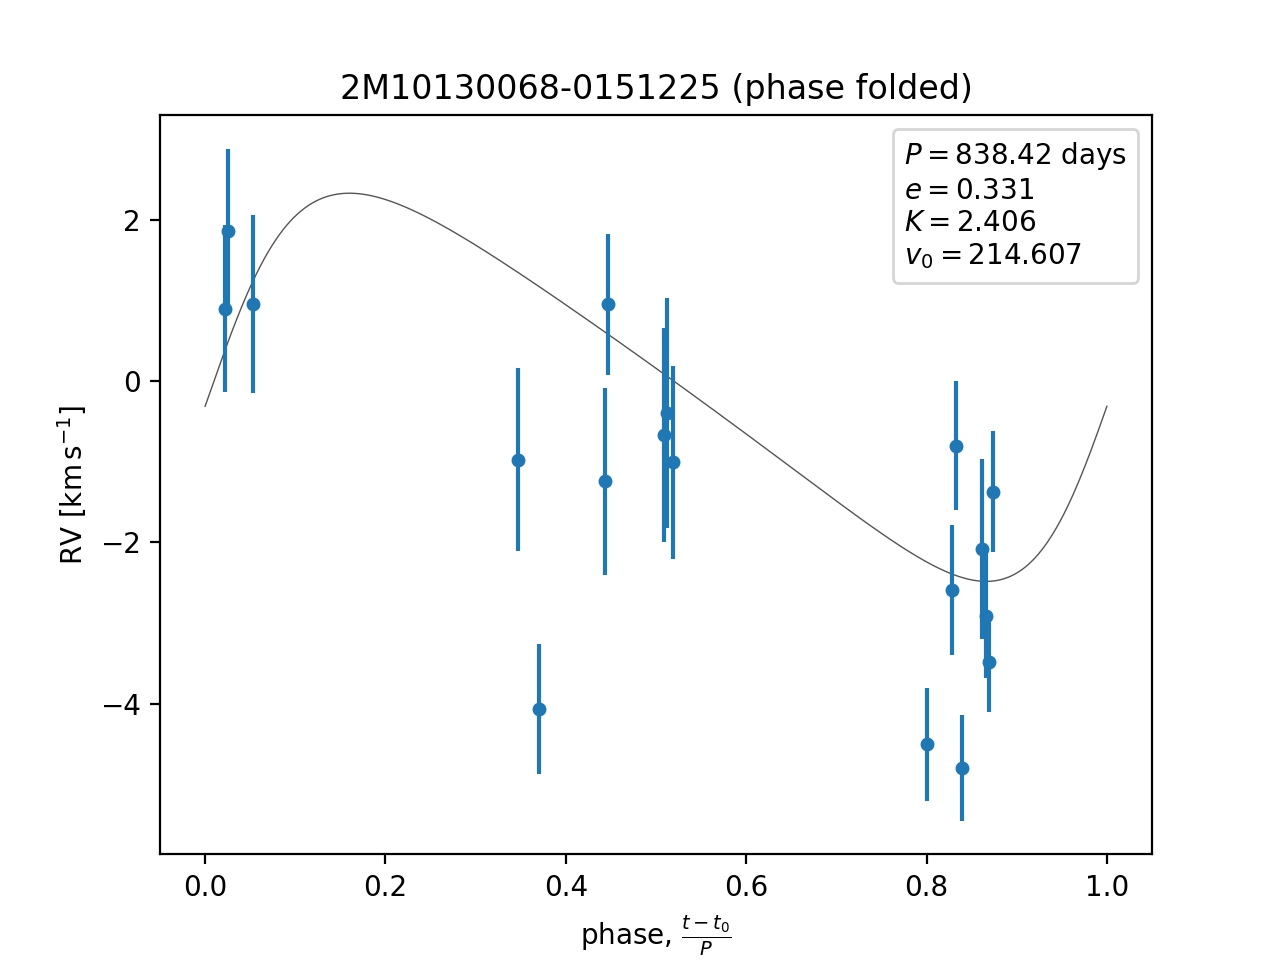 2M10130068-0151225 (phase folded)
P = 838.42 days
e = 0.331
K = 2.406
v₀ = 214.607
2
0
−2
−4
RV [km s⁻¹]
0.0 0.2 0.4 0.6 0.8 1.0
phase, (t − t₀)/P